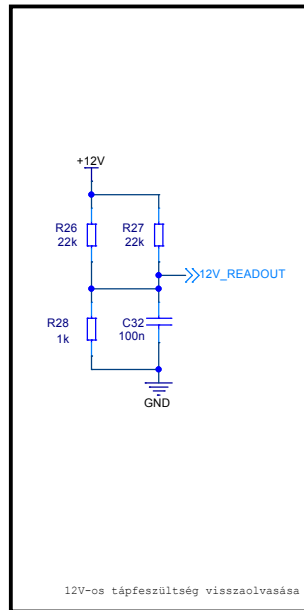 +12V
R26
22k
R27
22k
12V_READOUT
R28
1k
C32
100n
GND
12V-os tápfeszültség visszaolvasása